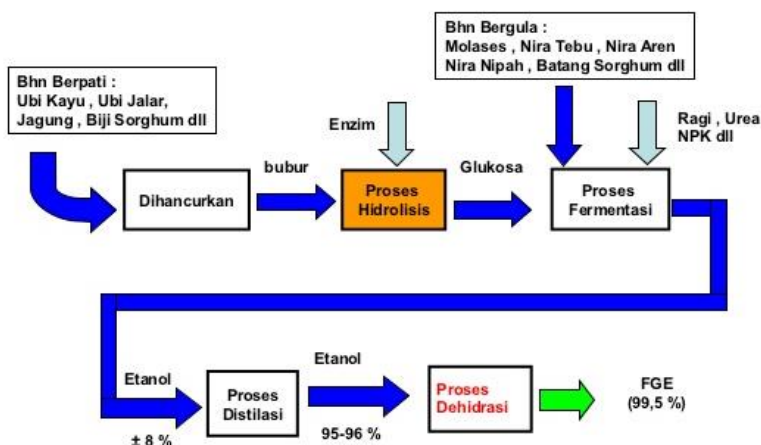 Bhn Bergula :
Molases , Nira Tebu , Nira Aren
Nira Nipah , Batang Sorghum dll
Bhn Berpati :
Ubi Kayu , Ubi Jalar,
Jagung , Biji Sorghum dll
Enzim
Ragi , Urea
NPK dll
bubur
Glukosa
Dihancurkan
Proses
Hidrolisis
Proses
Fermentasi
Etanol
± 8 %
Proses
Distilasi
Etanol
95-96 %
Proses
Dehidrasi
FGE
(99,5 %)